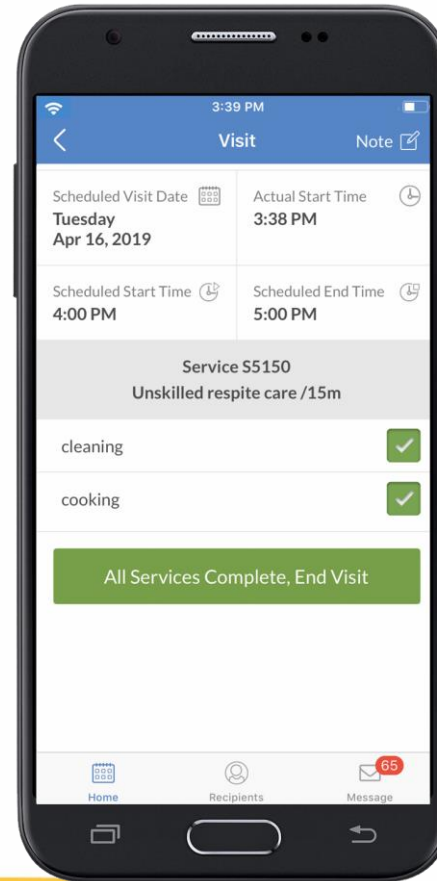 3:39 PM
Visit
Note
Scheduled Visit Date
Tuesday
Apr 16, 2019
Actual Start Time
3:38 PM
Scheduled Start Time
4:00 PM
Scheduled End Time
5:00 PM
Service S5150
Unskilled respite care /15m
cleaning
cooking
All Services Complete, End Visit
65
Home
Recipients
Message